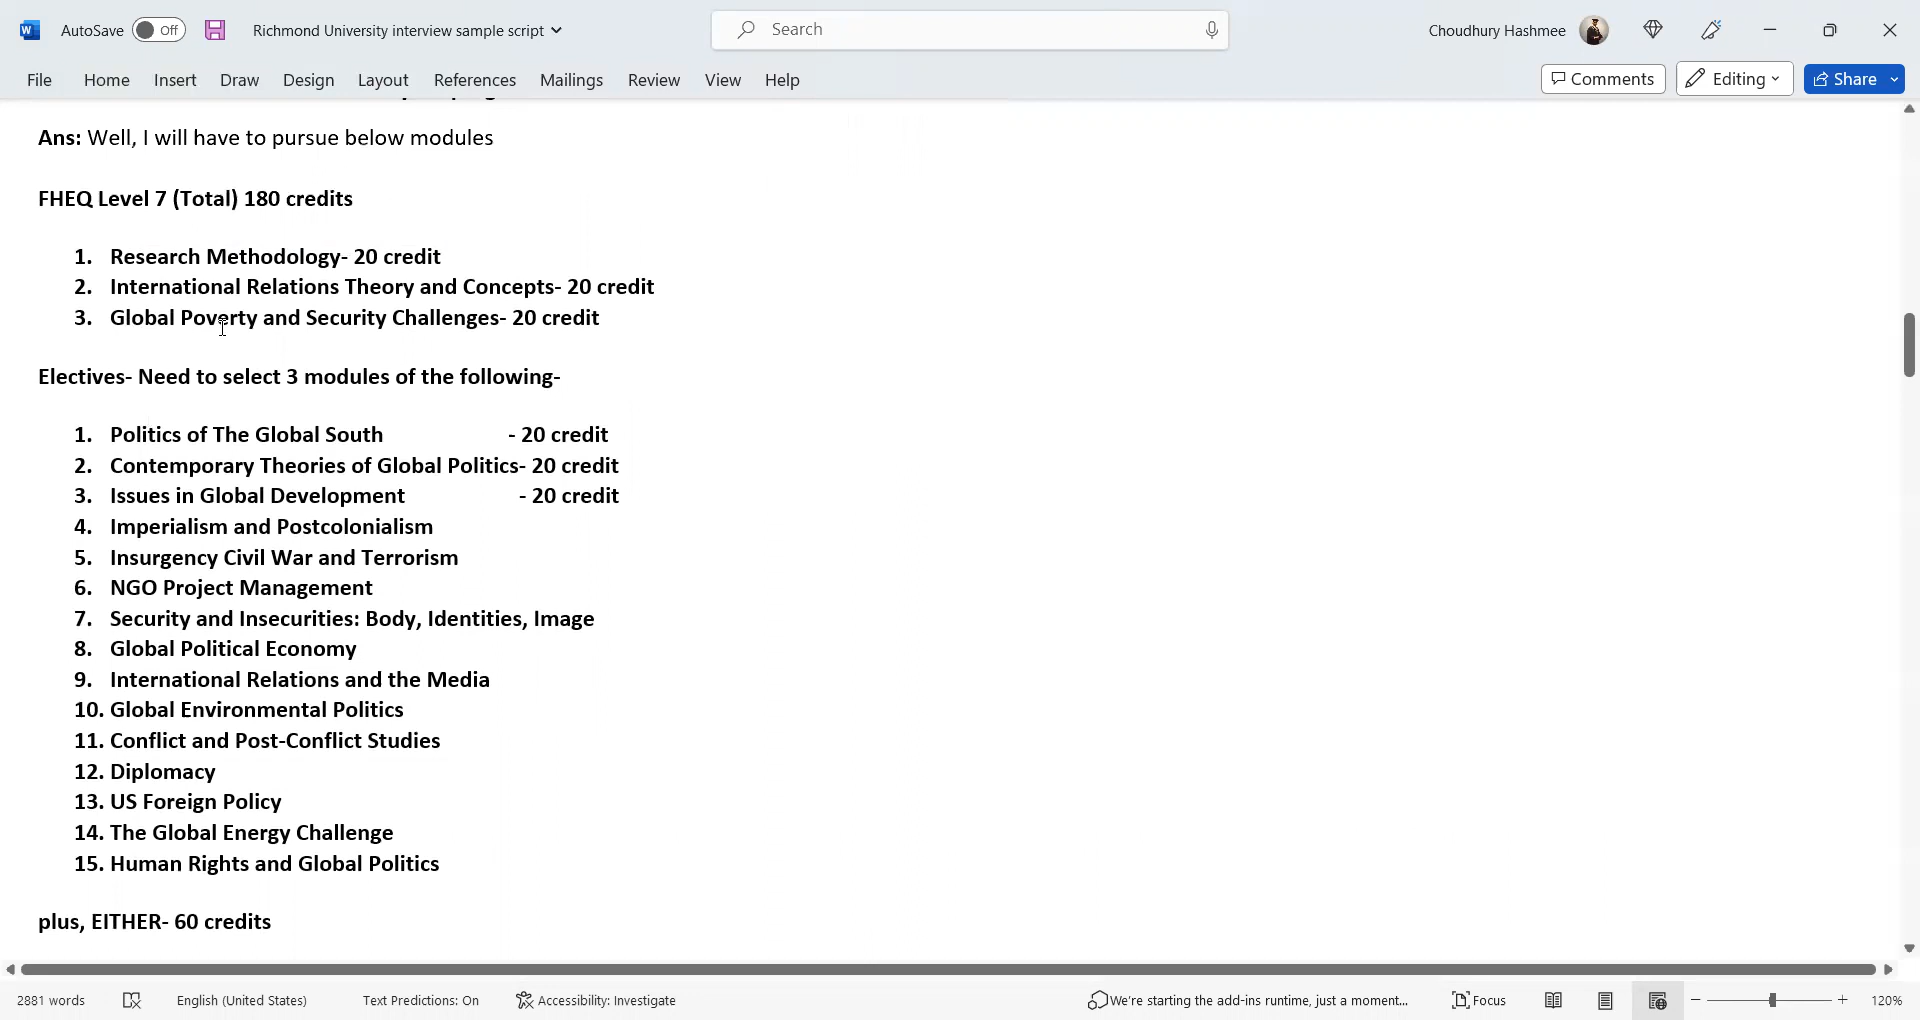 AutoSave Off Richmond University interview sample script Search Choudhury Hashmee
File Home Insert Draw Design Layout References Mailings Review View Help Comments Editing Share
Ans: Well, I will have to pursue below modules
FHEQ Level 7 (Total) 180 credits
1. Research Methodology- 20 credit
2. International Relations Theory and Concepts- 20 credit
3. Global Poverty and Security Challenges- 20 credit
Electives- Need to select 3 modules of the following-
1. Politics of The Global South - 20 credit
2. Contemporary Theories of Global Politics- 20 credit
3. Issues in Global Development - 20 credit
4. Imperialism and Postcolonialism
5. Insurgency Civil War and Terrorism
6. NGO Project Management
7. Security and Insecurities: Body, Identities, Image
8. Global Political Economy
9. International Relations and the Media
10. Global Environmental Politics
11. Conflict and Post-Conflict Studies
12. Diplomacy
13. US Foreign Policy
14. The Global Energy Challenge
15. Human Rights and Global Politics
plus, EITHER- 60 credits
2881 words English (United States) Text Predictions: On Accessibility: Investigate We're starting the add-ins runtime, just a moment... Focus 120%